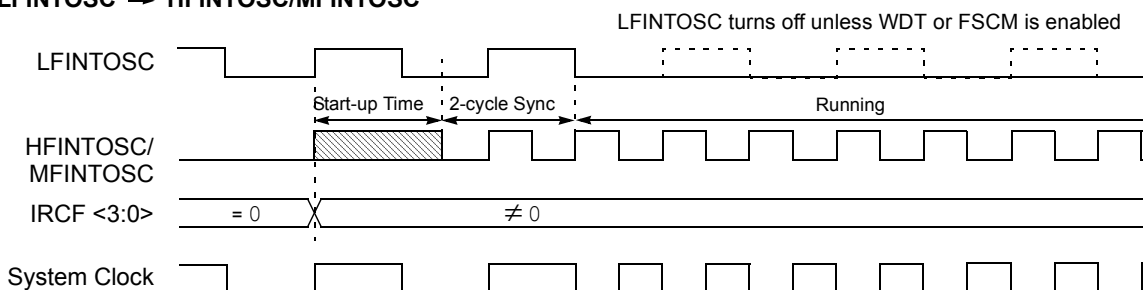 LFINTOSC → HFINTOSC/MFINTOSC
LFINTOSC turns off unless WDT or FSCM is enabled
LFINTOSC
Start-up Time
2-cycle Sync
Running
HFINTOSC/
MFINTOSC
IRCF <3:0>
= 0
≠ 0
System Clock